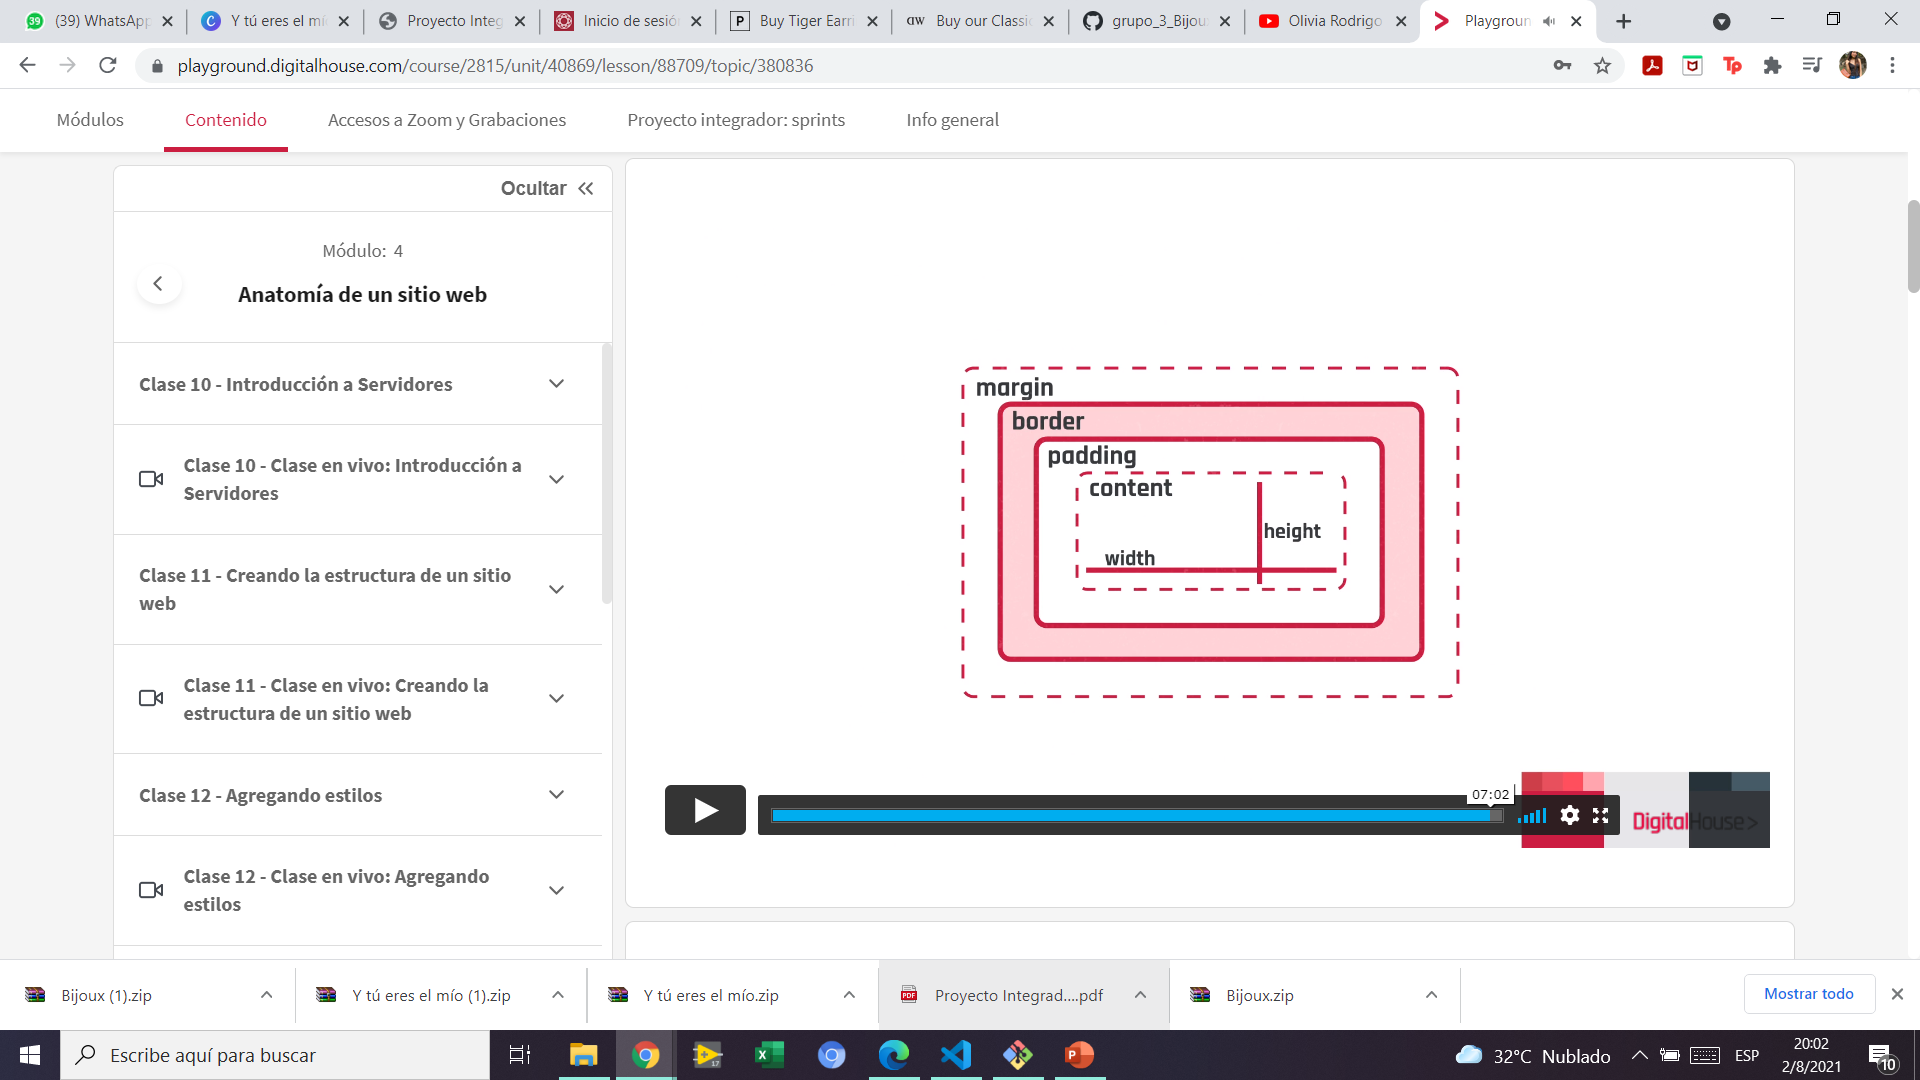 39
(39) WhatsApp
Y tú eres el mí
Proyecto Integ
Inicio de sesió
P
Buy Tiger Earri
Buy our Classi
grupo_3_Bijou
Olivia Rodrigo
Playgroun
playground.digitalhouse.com/course/2815/unit/40869/lesson/88709/topic/380836
Módulos
Contenido
Accesos a Zoom y Grabaciones
Proyecto integrador: sprints
Info general
Ocultar
Módulo: 4
Anatomía de un sitio web
Clase 10 - Introducción a Servidores
Clase 10 - Clase en vivo: Introducción a
Servidores
Clase 11 - Creando la estructura de un sitio
web
Clase 11 - Clase en vivo: Creando la
estructura de un sitio web
Clase 12 - Agregando estilos
Clase 12 - Clase en vivo: Agregando
estilos
margin
border
padding
content
height
width
07:02
DigitalHouse>
Bijoux (1).zip
Y tú eres el mío (1).zip
Y tú eres el mío.zip
PDF
Proyecto Integrad....pdf
Bijoux.zip
Mostrar todo
Escribe aquí para buscar
32°C Nublado
ESP
20:02
2/8/2021
10